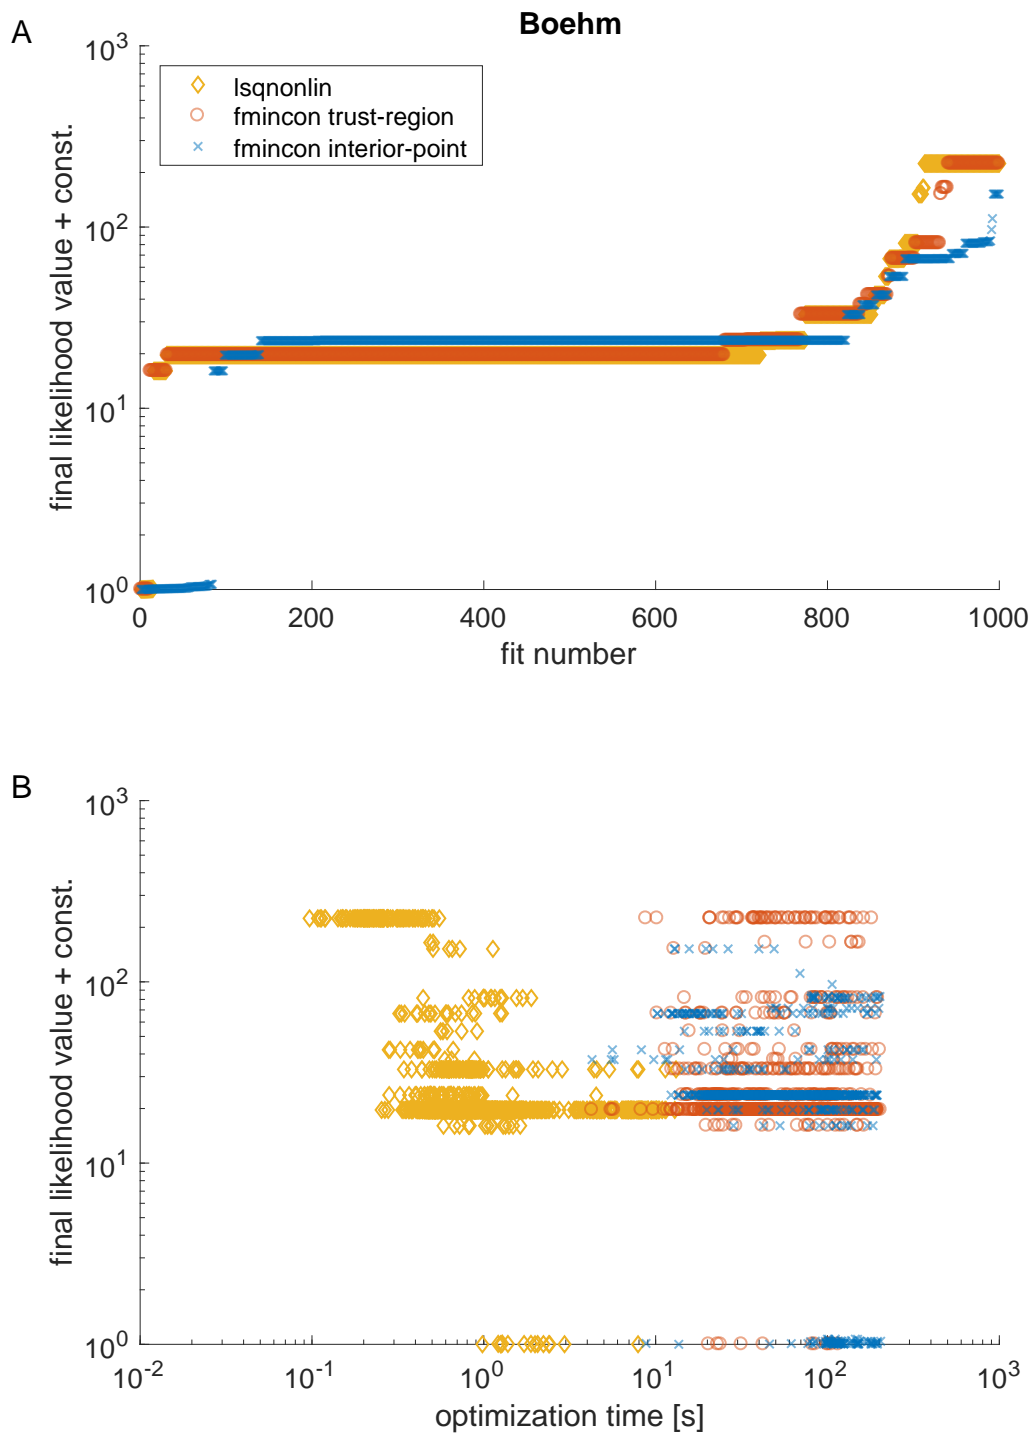 A
Boehm
10^3
10^2
10^1
10^0
final likelihood value + const.
lsqnonlin
fmincon trust-region
fmincon interior-point
0 200 400 600 800 1000
fit number
B
10^3
10^2
10^1
10^0
final likelihood value + const.
10^-2 10^-1 10^0 10^1 10^2 10^3
optimization time [s]